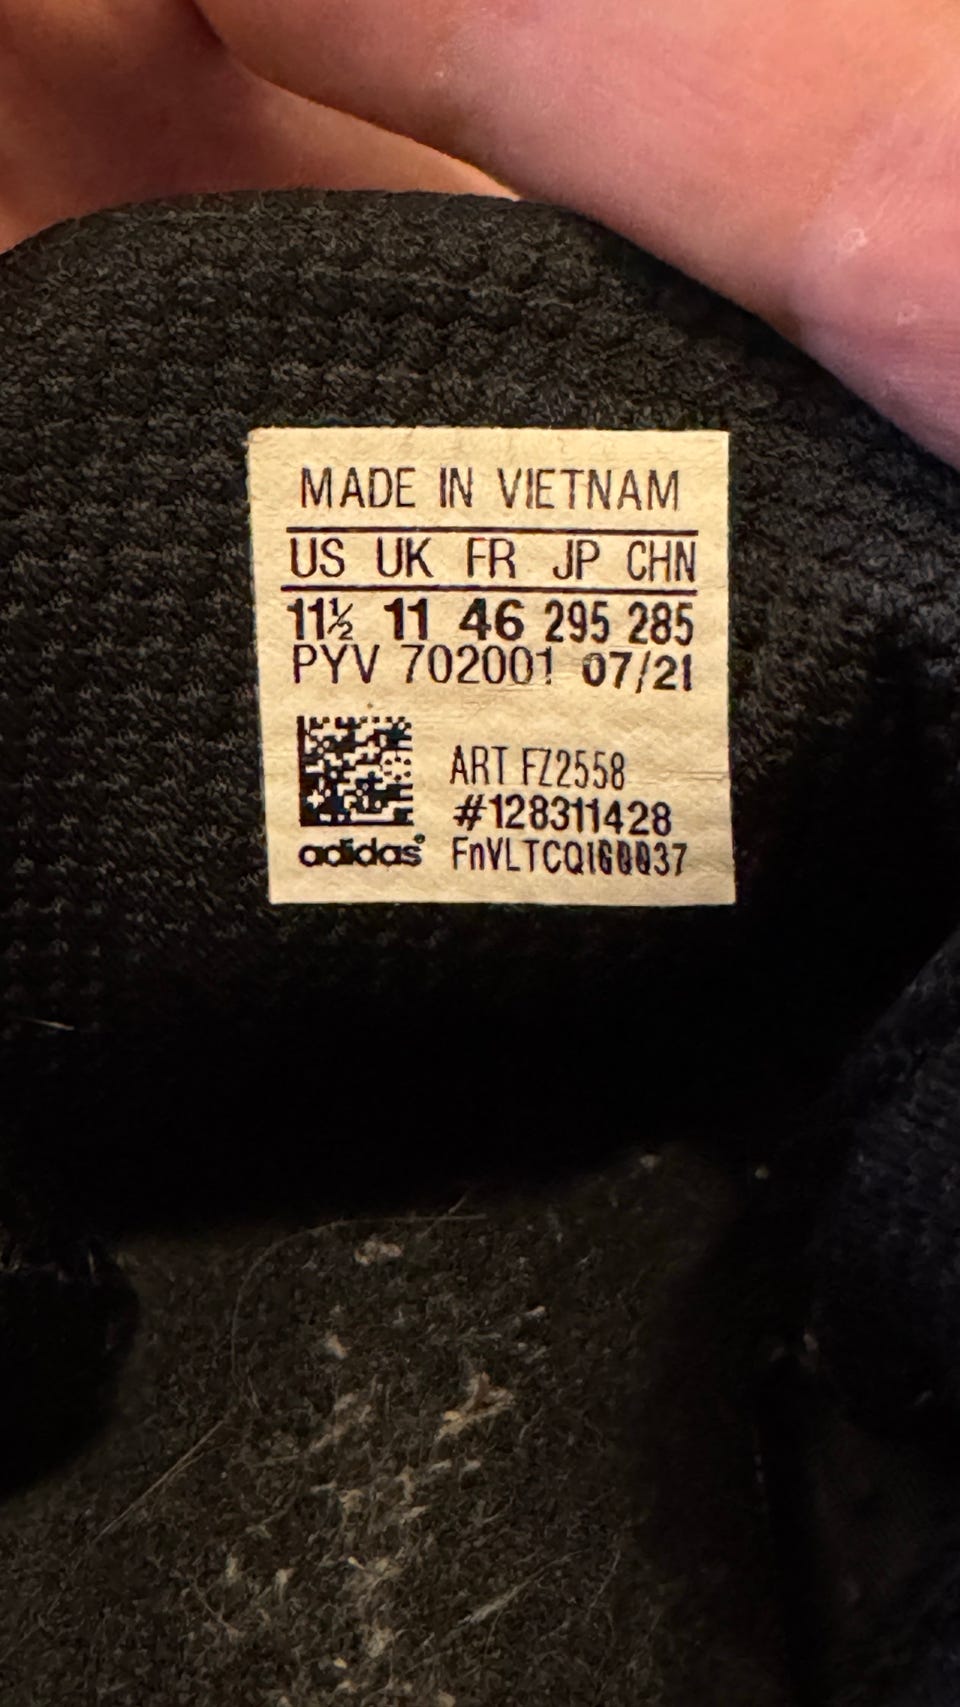 MADE IN VIETNAM
US UK FR JP CHN
11½ 11 46 295 285
PYV 702001 07/21
ART FZ2558
#128311428
adidas®